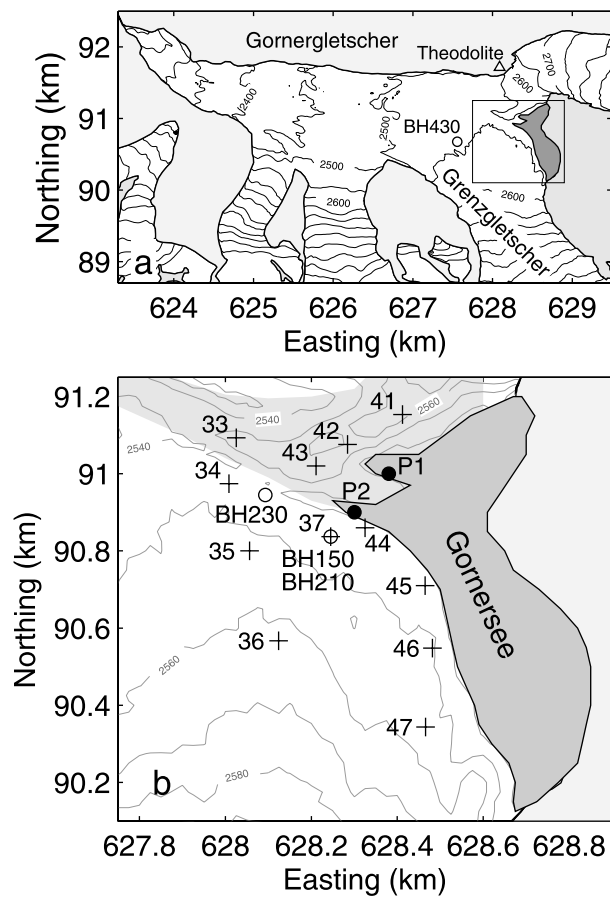 92
Gornergletscher
Theodolite
2700
2600
2400
2500
91
BH430
2500
90
2600
2600
Grenzgletscher
89
a
Northing (km)
624 625 626 627 628 629
Easting (km)
91.2
41
2560
33
2540
42
2540
43
P1
91
34
P2
BH230
37
44
90.8
35
BH150
BH210
45
Gornersee
90.6
36
46
2560
90.4
47
2580
90.2
b
Northing (km)
627.8 628 628.2 628.4 628.6 628.8
Easting (km)